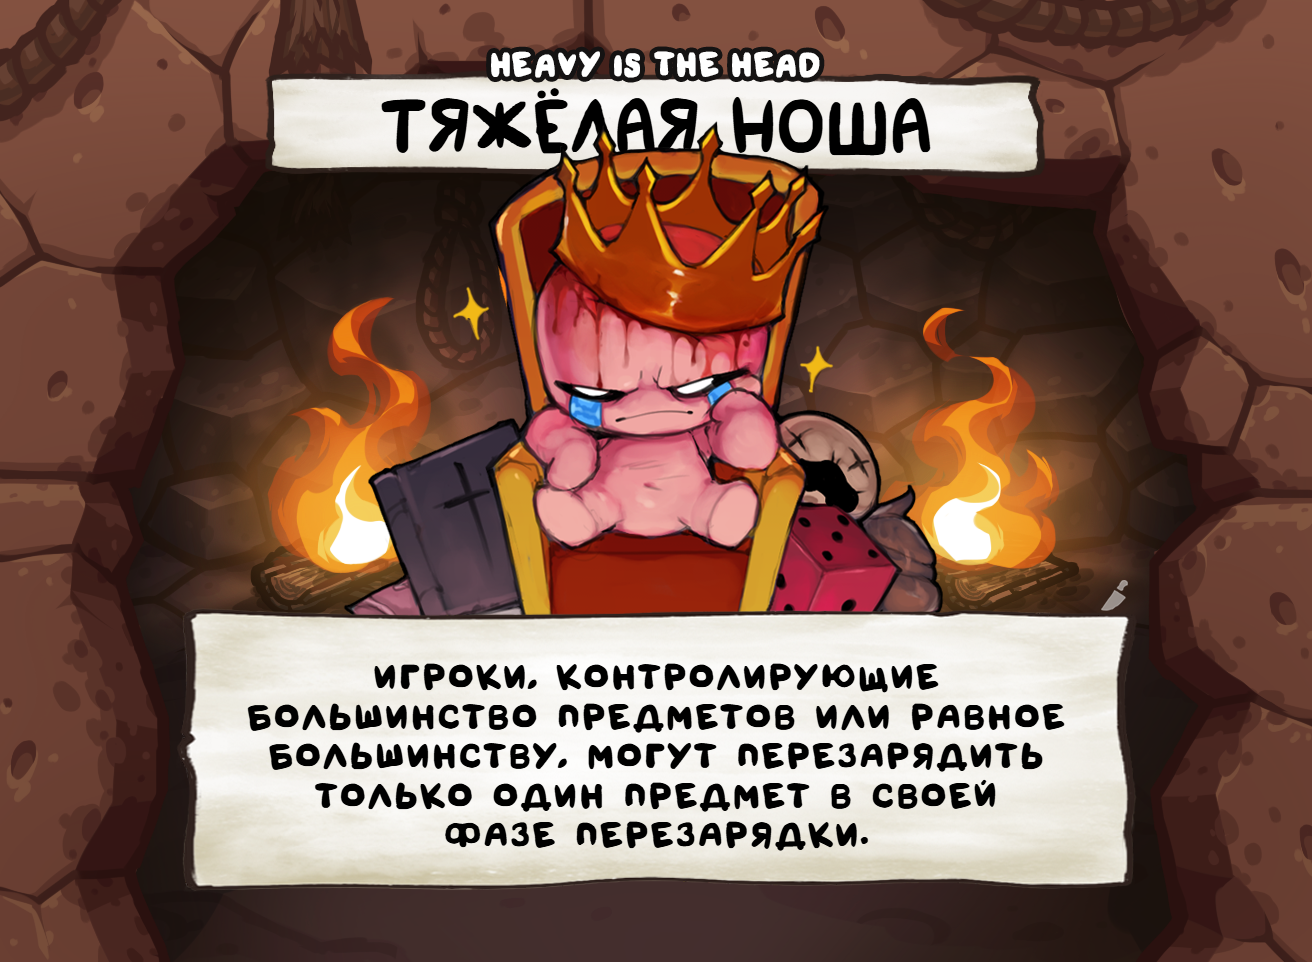 HEAVY IS THE HEAD
ТЯЖЁЛАЯ НОША
ИГРОКИ, КОНТРОЛИРУЮЩИЕ
БОЛЬШИНСТВО ПРЕДМЕТОВ ИЛИ РАВНОЕ
БОЛЬШИНСТВУ, МОГУТ ПЕРЕЗАРЯДИТЬ
ТОЛЬКО ОДИН ПРЕДМЕТ В СВОЕЙ
ФАЗЕ ПЕРЕЗАРЯДКИ.